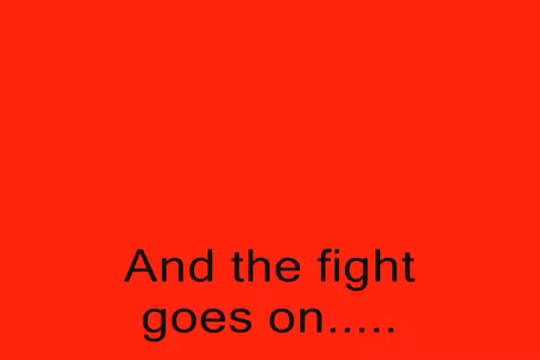 And the fight
goes on.....